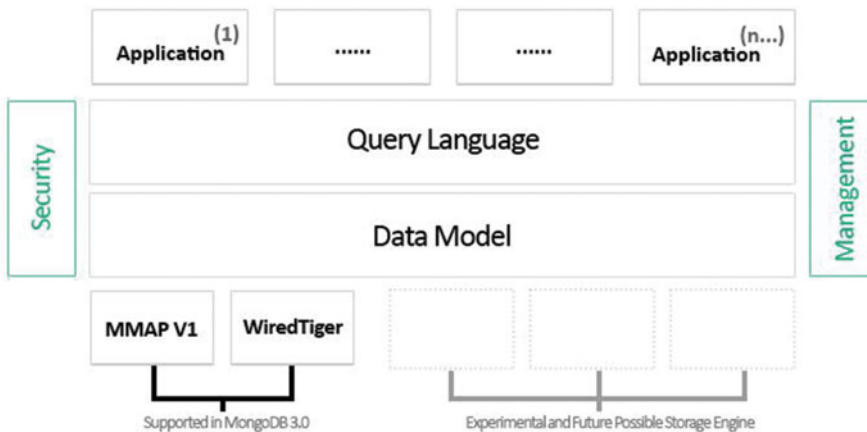 Application (1)
......
......
Application (n...)
Security
Query Language
Management
Data Model
MMAP V1
WiredTiger
Supported in MongoDB 3.0
Experimental and Future Possible Storage Engine